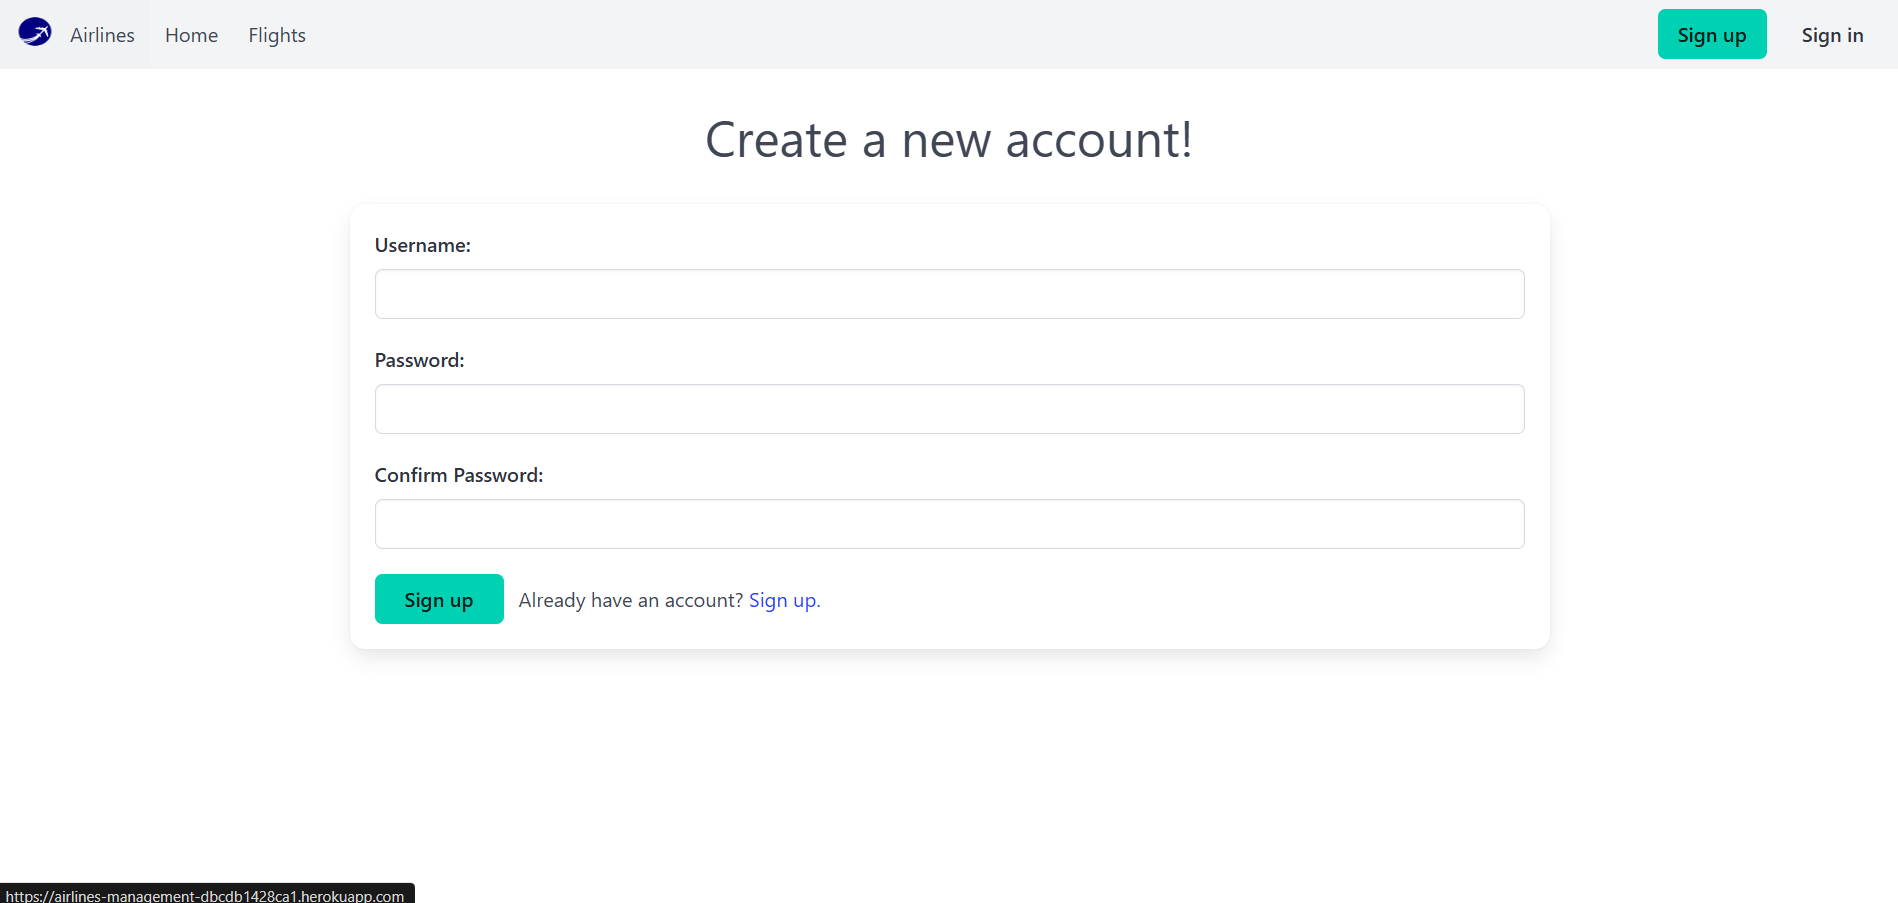 Airlines Home Flights Sign up Sign in
Create a new account!
Username:
Password:
Confirm Password:
Sign up Already have an account? Sign up.
https://airlines-management-dbcdb1428ca1.herokuapp.com